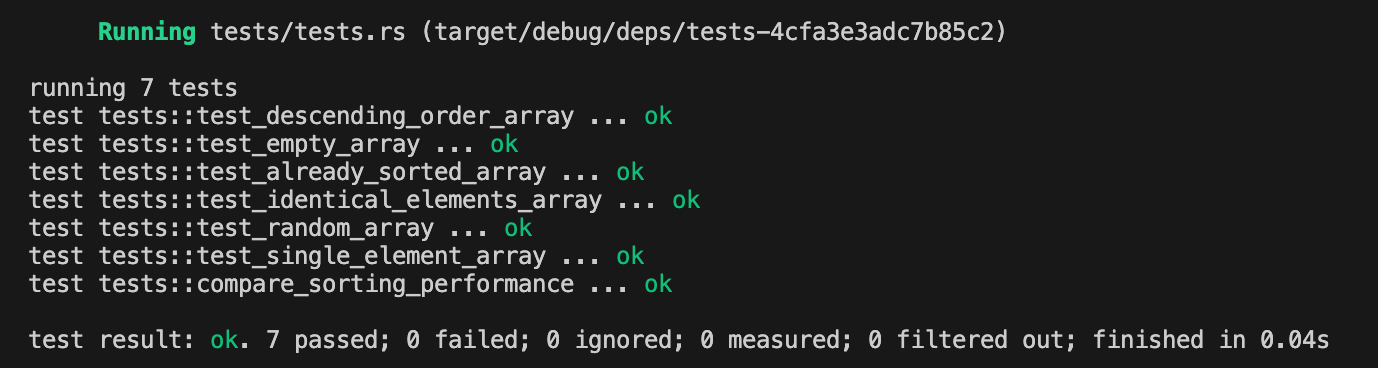 Running tests/tests.rs (target/debug/deps/tests-4cfa3e3adc7b85c2)
running 7 tests
test tests::test_descending_order_array ... ok
test tests::test_empty_array ... ok
test tests::test_already_sorted_array ... ok
test tests::test_identical_elements_array ... ok
test tests::test_random_array ... ok
test tests::test_single_element_array ... ok
test tests::compare_sorting_performance ... ok
test result: ok. 7 passed; 0 failed; 0 ignored; 0 measured; 0 filtered out; finished in 0.04s